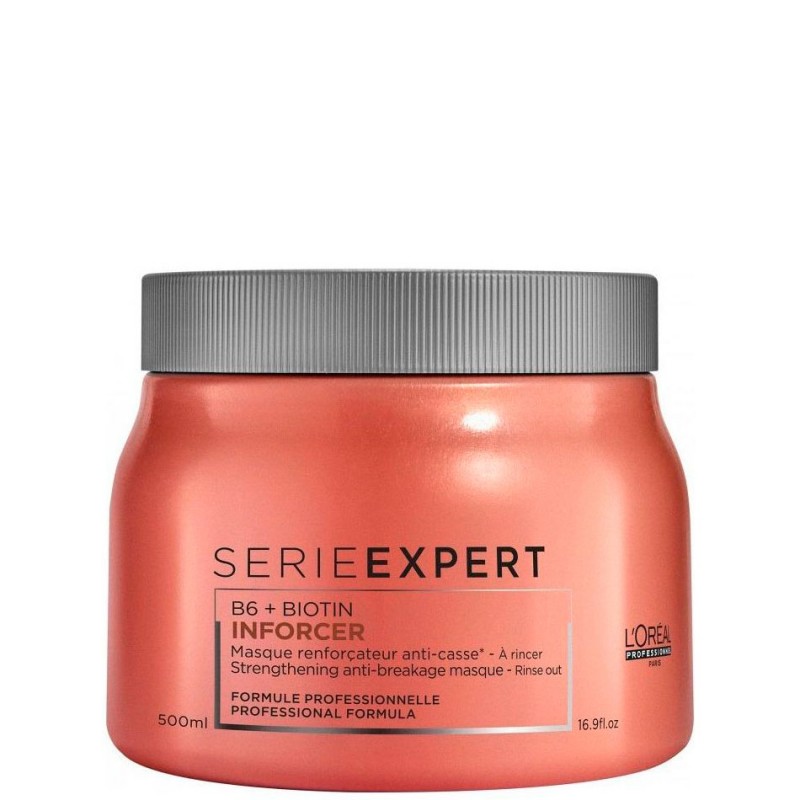 SERIEEXPERT
B6 + BIOTIN
INFORCER
Masque renforçateur anti-casse* - À rincer
Strengthening anti-breakage masque - Rinse out
FORMULE PROFESSIONNELLE
PROFESSIONAL FORMULA
500ml
16.9fl.oz
L'ORÉAL
PROFESSIONNEL
PARIS